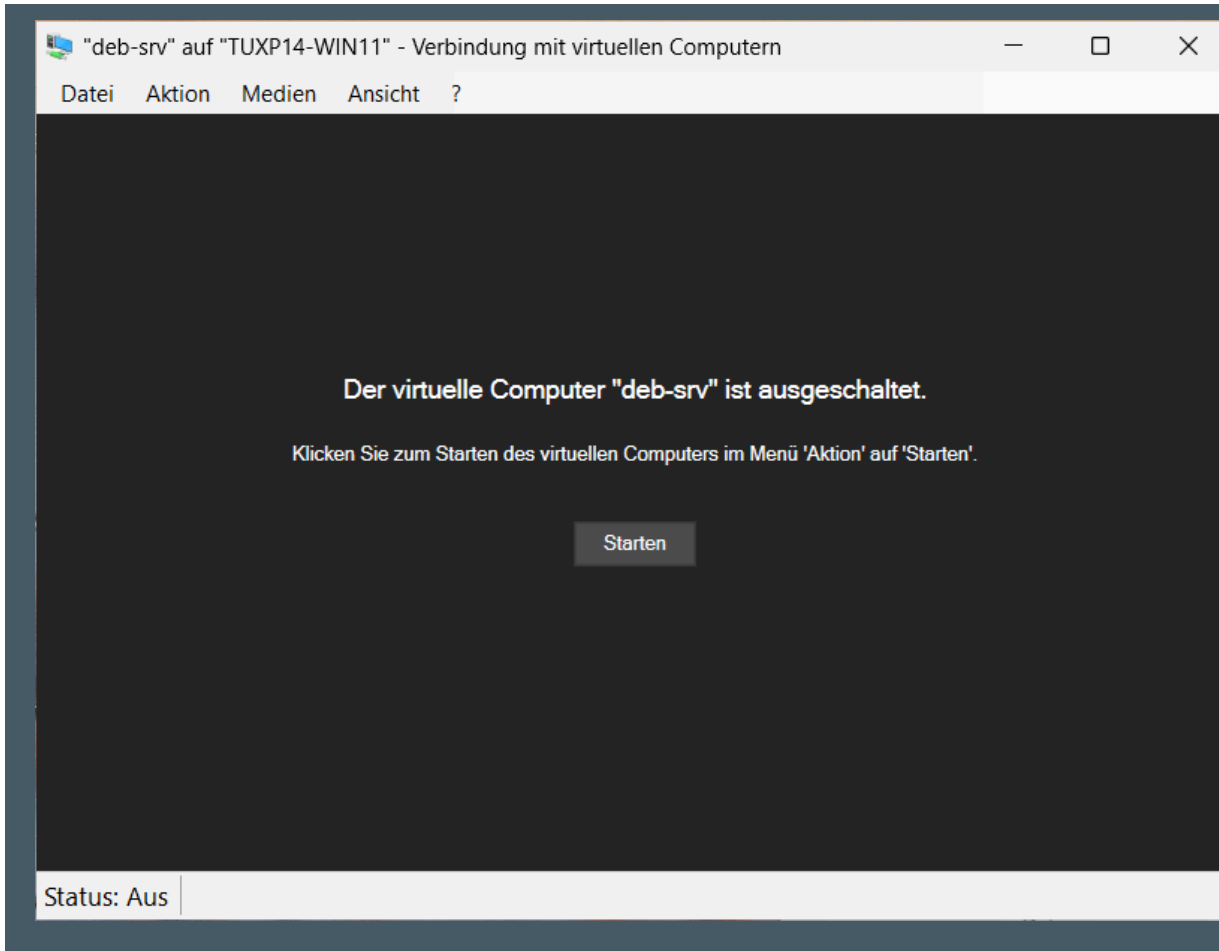 "deb-srv" auf "TUXP14-WIN11" - Verbindung mit virtuellen Computern
Datei Aktion Medien Ansicht ?
Der virtuelle Computer "deb-srv" ist ausgeschaltet.
Klicken Sie zum Starten des virtuellen Computers im Menü 'Aktion' auf 'Starten'.
Starten
Status: Aus